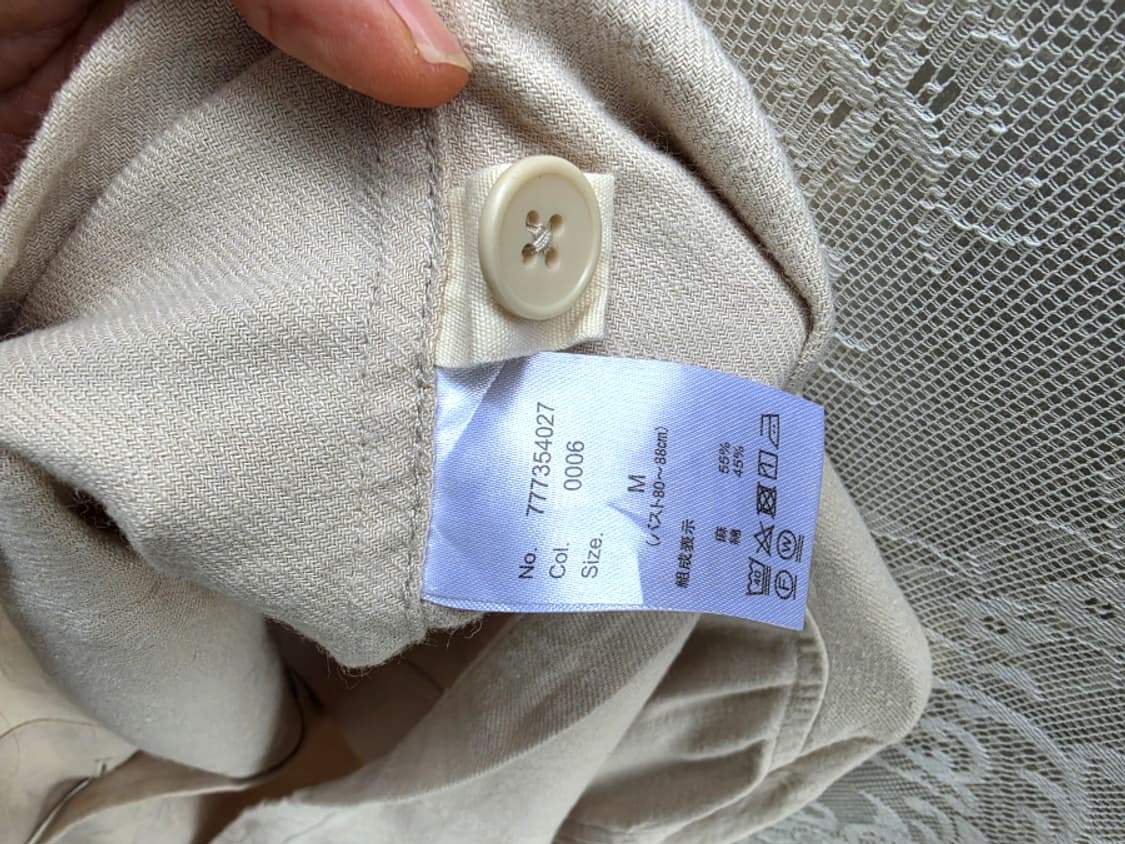 No. 777354027
Col. 0006
Size.
M
(バスト80～88cm)
組成表示
麻 55%
綿 45%
40
F W